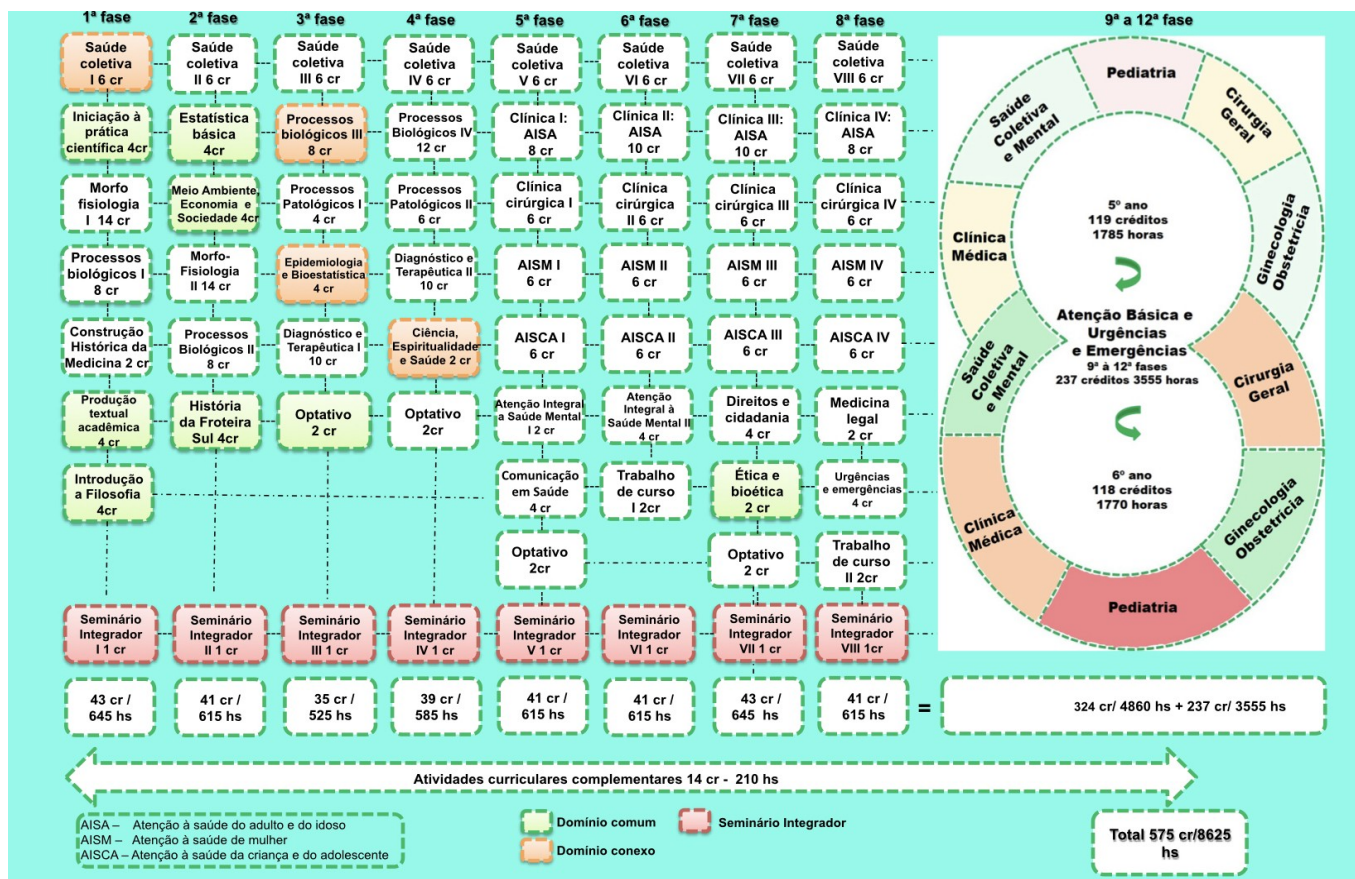 1ª fase
2ª fase
3ª fase
4ª fase
5ª fase
6ª fase
7ª fase
8ª fase
9ª a 12ª fase
Saúde
coletiva
I 6 cr
Saúde
coletiva
II 6 cr
Saúde
coletiva
III 6 cr
Saúde
coletiva
IV 6 cr
Saúde
coletiva
V 6 cr
Saúde
coletiva
VI 6 cr
Saúde
coletiva
VII 6 cr
Saúde
coletiva
VIII 6 cr
Iniciação à
prática
científica 4cr
Estatística
básica
4cr
Processos
biológicos III
8 cr
Processos
Biológicos IV
12 cr
Clínica I:
AISA
8 cr
Clínica II:
AISA
10 cr
Clínica III:
AISA
10 cr
Clínica IV:
AISA
8 cr
Morfo
fisiologia
I 14 cr
Meio Ambiente,
Economia e
Sociedade 4cr
Processos
Patológicos I
4 cr
Processos
Patológicos II
6 cr
Clínica
cirúrgica I
6 cr
Clínica
cirúrgica
II 6 cr
Clínica
cirúrgica III
6 cr
Clínica
cirúrgica IV
6 cr
Processos
biológicos I
8 cr
Morfo-
Fisiologia
II 14 cr
Epidemiologia
e Bioestatística
4 cr
Diagnóstico e
Terapêutica II
10 cr
AISM I
6 cr
AISM II
6 cr
AISM III
6 cr
AISM IV
6 cr
Construção
Histórica da
Medicina 2 cr
Processos
Biológicos II
8 cr
Diagnóstico e
Terapêutica I
10 cr
Ciência,
Espiritualidade
e Saúde 2 cr
AISCA I
6 cr
AISCA II
6 cr
AISCA III
6 cr
AISCA IV
6 cr
Produção
textual
acadêmica
4 cr
História
da Froteira
Sul 4cr
Optativo
2 cr
Optativo
2cr
Atenção Integral
a Saúde Mental
I 2 cr
Atenção
Integral à
Saúde Mental II
4 cr
Direitos e
cidadania
4 cr
Medicina
legal
2 cr
Introdução
a Filosofia
4cr
Comunicação
em Saúde
4 cr
Trabalho
de curso
I 2cr
Ética e
bioética
2 cr
Urgências
e emergências
4 cr
Optativo
2cr
Optativo
2 cr
Trabalho
de curso
II 2cr
Seminário
Integrador
I 1 cr
Seminário
Integrador
II 1 cr
Seminário
Integrador
III 1 cr
Seminário
Integrador
IV 1 cr
Seminário
Integrador
V 1 cr
Seminário
Integrador
VI 1 cr
Seminário
Integrador
VII 1 cr
Seminário
Integrador
VIII 1cr
43 cr/
645 hs
41 cr/
615 hs
35 cr/
525 hs
39 cr/
585 hs
41 cr/
615 hs
41 cr/
615 hs
43 cr/
645 hs
41 cr/
615 hs
=
324 cr/ 4860 hs + 237 cr/ 3555 hs
Pediatria
Cirurgia
Geral
Ginecologia
Obstetrícia
Saúde
Coletiva
e Mental
Clínica
Médica
5º ano
119 créditos
1785 horas
Atenção Básica e
Urgências
e Emergências
9ª à 12ª fases
237 créditos 3555 horas
Saúde
Coletiva
e Mental
Cirurgia
Geral
6º ano
118 créditos
1770 horas
Clínica
Médica
Ginecologia
Obstetrícia
Pediatria
Atividades curriculares complementares 14 cr - 210 hs
AISA – Atenção à saúde do adulto e do idoso
AISM – Atenção à saúde de mulher
AISCA – Atenção à saúde da criança e do adolescente
Domínio comum
Domínio conexo
Seminário Integrador
Total 575 cr/8625
hs